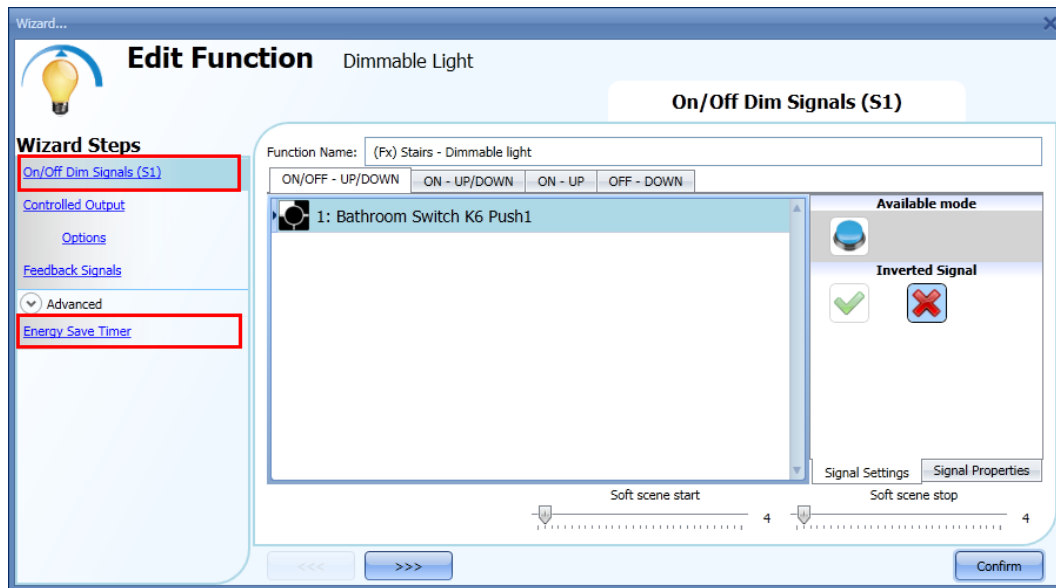 Wizard...
Edit Function Dimmable Light
On/Off Dim Signals (S1)
Wizard Steps
On/Off Dim Signals (S1)
Controlled Output
Options
Feedback Signals
Advanced
Energy Save Timer
Function Name: (Fx) Stairs - Dimmable light
ON/OFF - UP/DOWN ON - UP/DOWN ON - UP OFF - DOWN
1: Bathroom Switch K6 Push1
Available mode
Inverted Signal
Signal Settings Signal Properties
Soft scene start Soft scene stop
4 4
<<< >>> Confirm